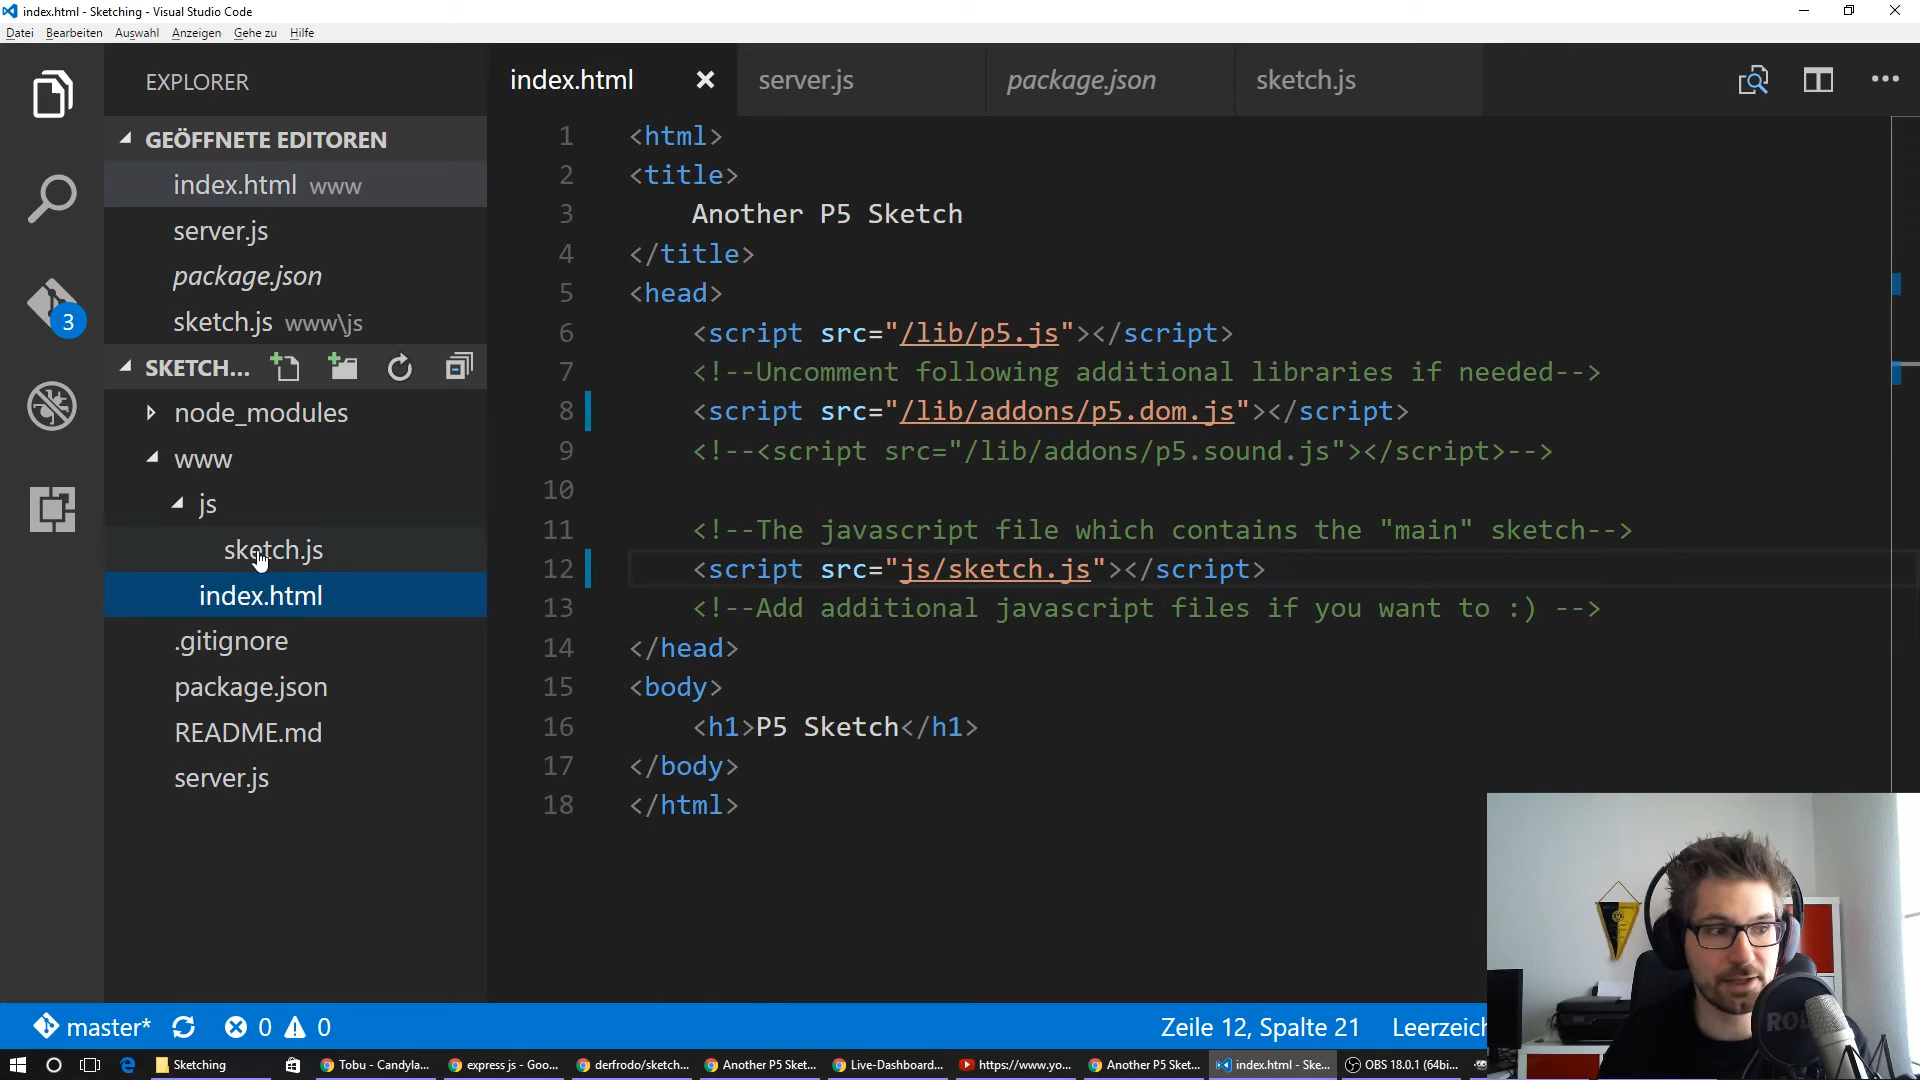 index.html - Sketching - Visual Studio Code
Datei Bearbeiten Auswahl Anzeigen Gehe zu Hilfe
EXPLORER
GEÖFFNETE EDITOREN
index.html www
server.js
package.json
sketch.js www\js
SKETCH...
node_modules
www
js
sketch.js
index.html
.gitignore
package.json
README.md
server.js
index.html server.js package.json sketch.js
1 <html>
2 <title>
3 Another P5 Sketch
4 </title>
5 <head>
6 <script src="/lib/p5.js"></script>
7 <!--Uncomment following additional libraries if needed-->
8 <script src="/lib/addons/p5.dom.js"></script>
9 <!--<script src="/lib/addons/p5.sound.js"></script>-->
10
11 <!--The javascript file which contains the "main" sketch-->
12 <script src="js/sketch.js"></script>
13 <!--Add additional javascript files if you want to :) -->
14 </head>
15 <body>
16 <h1>P5 Sketch</h1>
17 </body>
18 </html>
3
master* 0 0 Zeile 12, Spalte 21 Leerzeich
Sketching Tobu - Candyla... express js - Goo... derfrodo/sketch... Another P5 Sket... Live-Dashboard... https://www.yo... Another P5 Sket... index.html - Ske... OBS 18.0.1 (64bi...